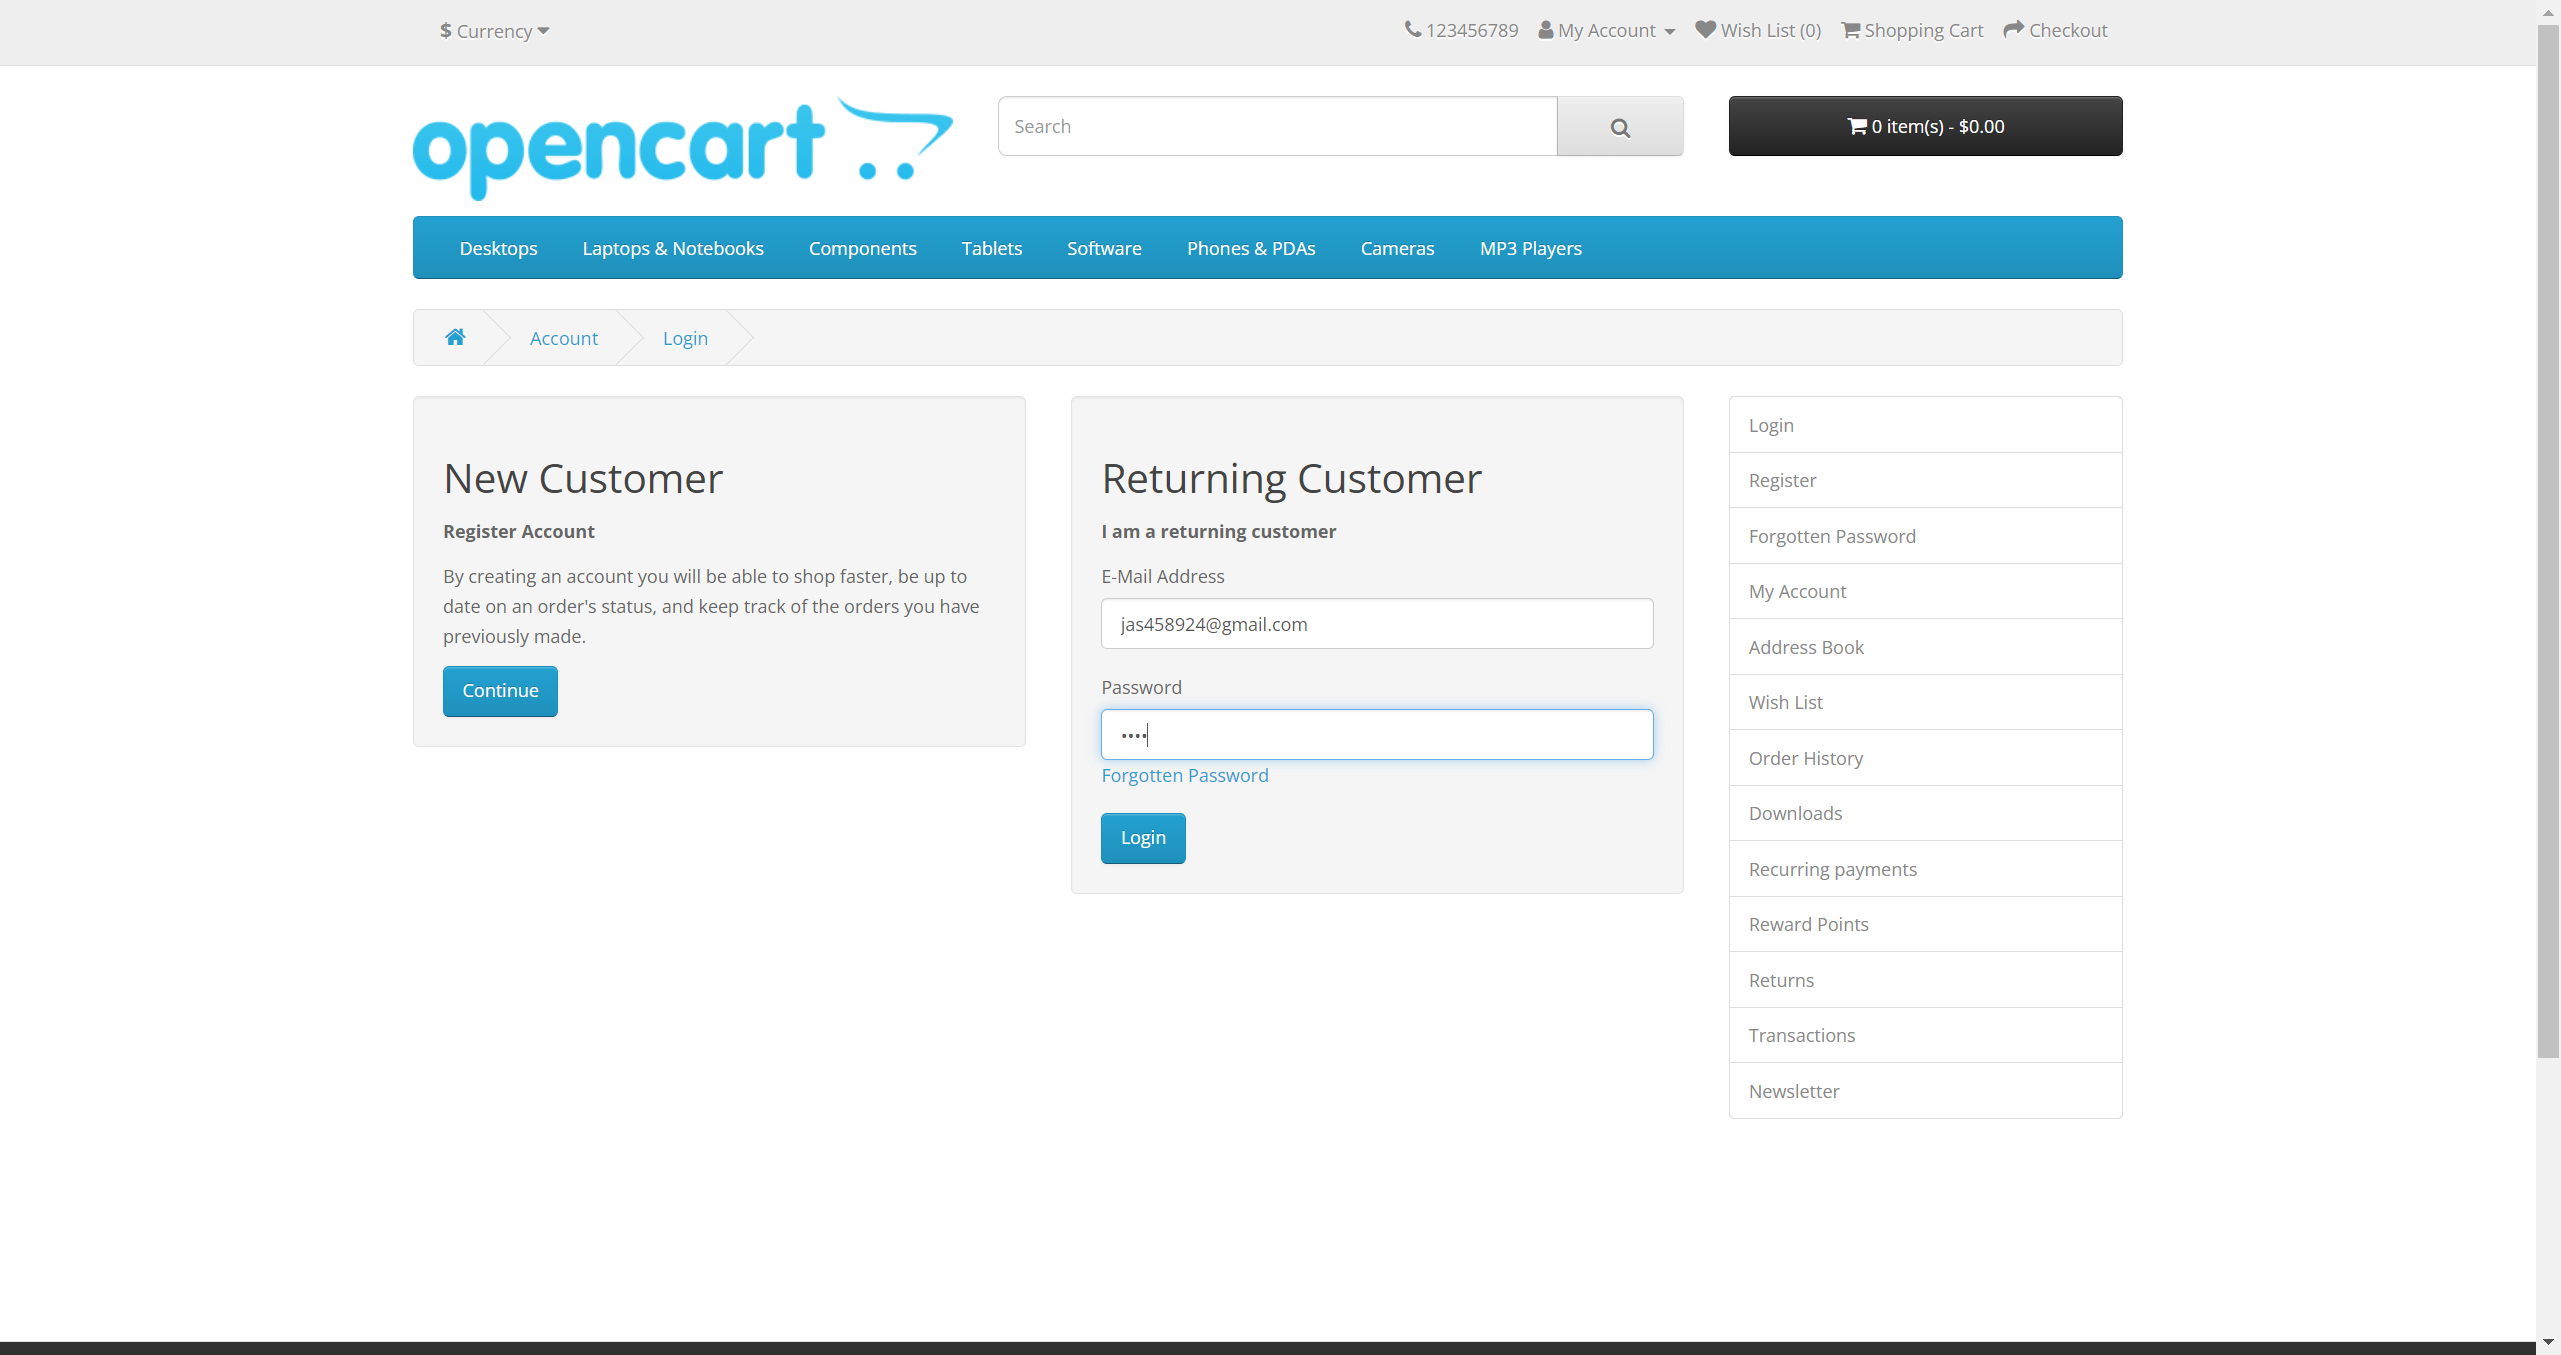 $ Currency
123456789 My Account Wish List (0) Shopping Cart Checkout
opencart
Search
0 item(s) - $0.00
Desktops Laptops & Notebooks Components Tablets Software Phones & PDAs Cameras MP3 Players
Account Login
New Customer
Register Account
By creating an account you will be able to shop faster, be up to
date on an order's status, and keep track of the orders you have
previously made.
Continue
Returning Customer
I am a returning customer
E-Mail Address
jas458924@gmail.com
Password
••••
Forgotten Password
Login
Login
Register
Forgotten Password
My Account
Address Book
Wish List
Order History
Downloads
Recurring payments
Reward Points
Returns
Transactions
Newsletter